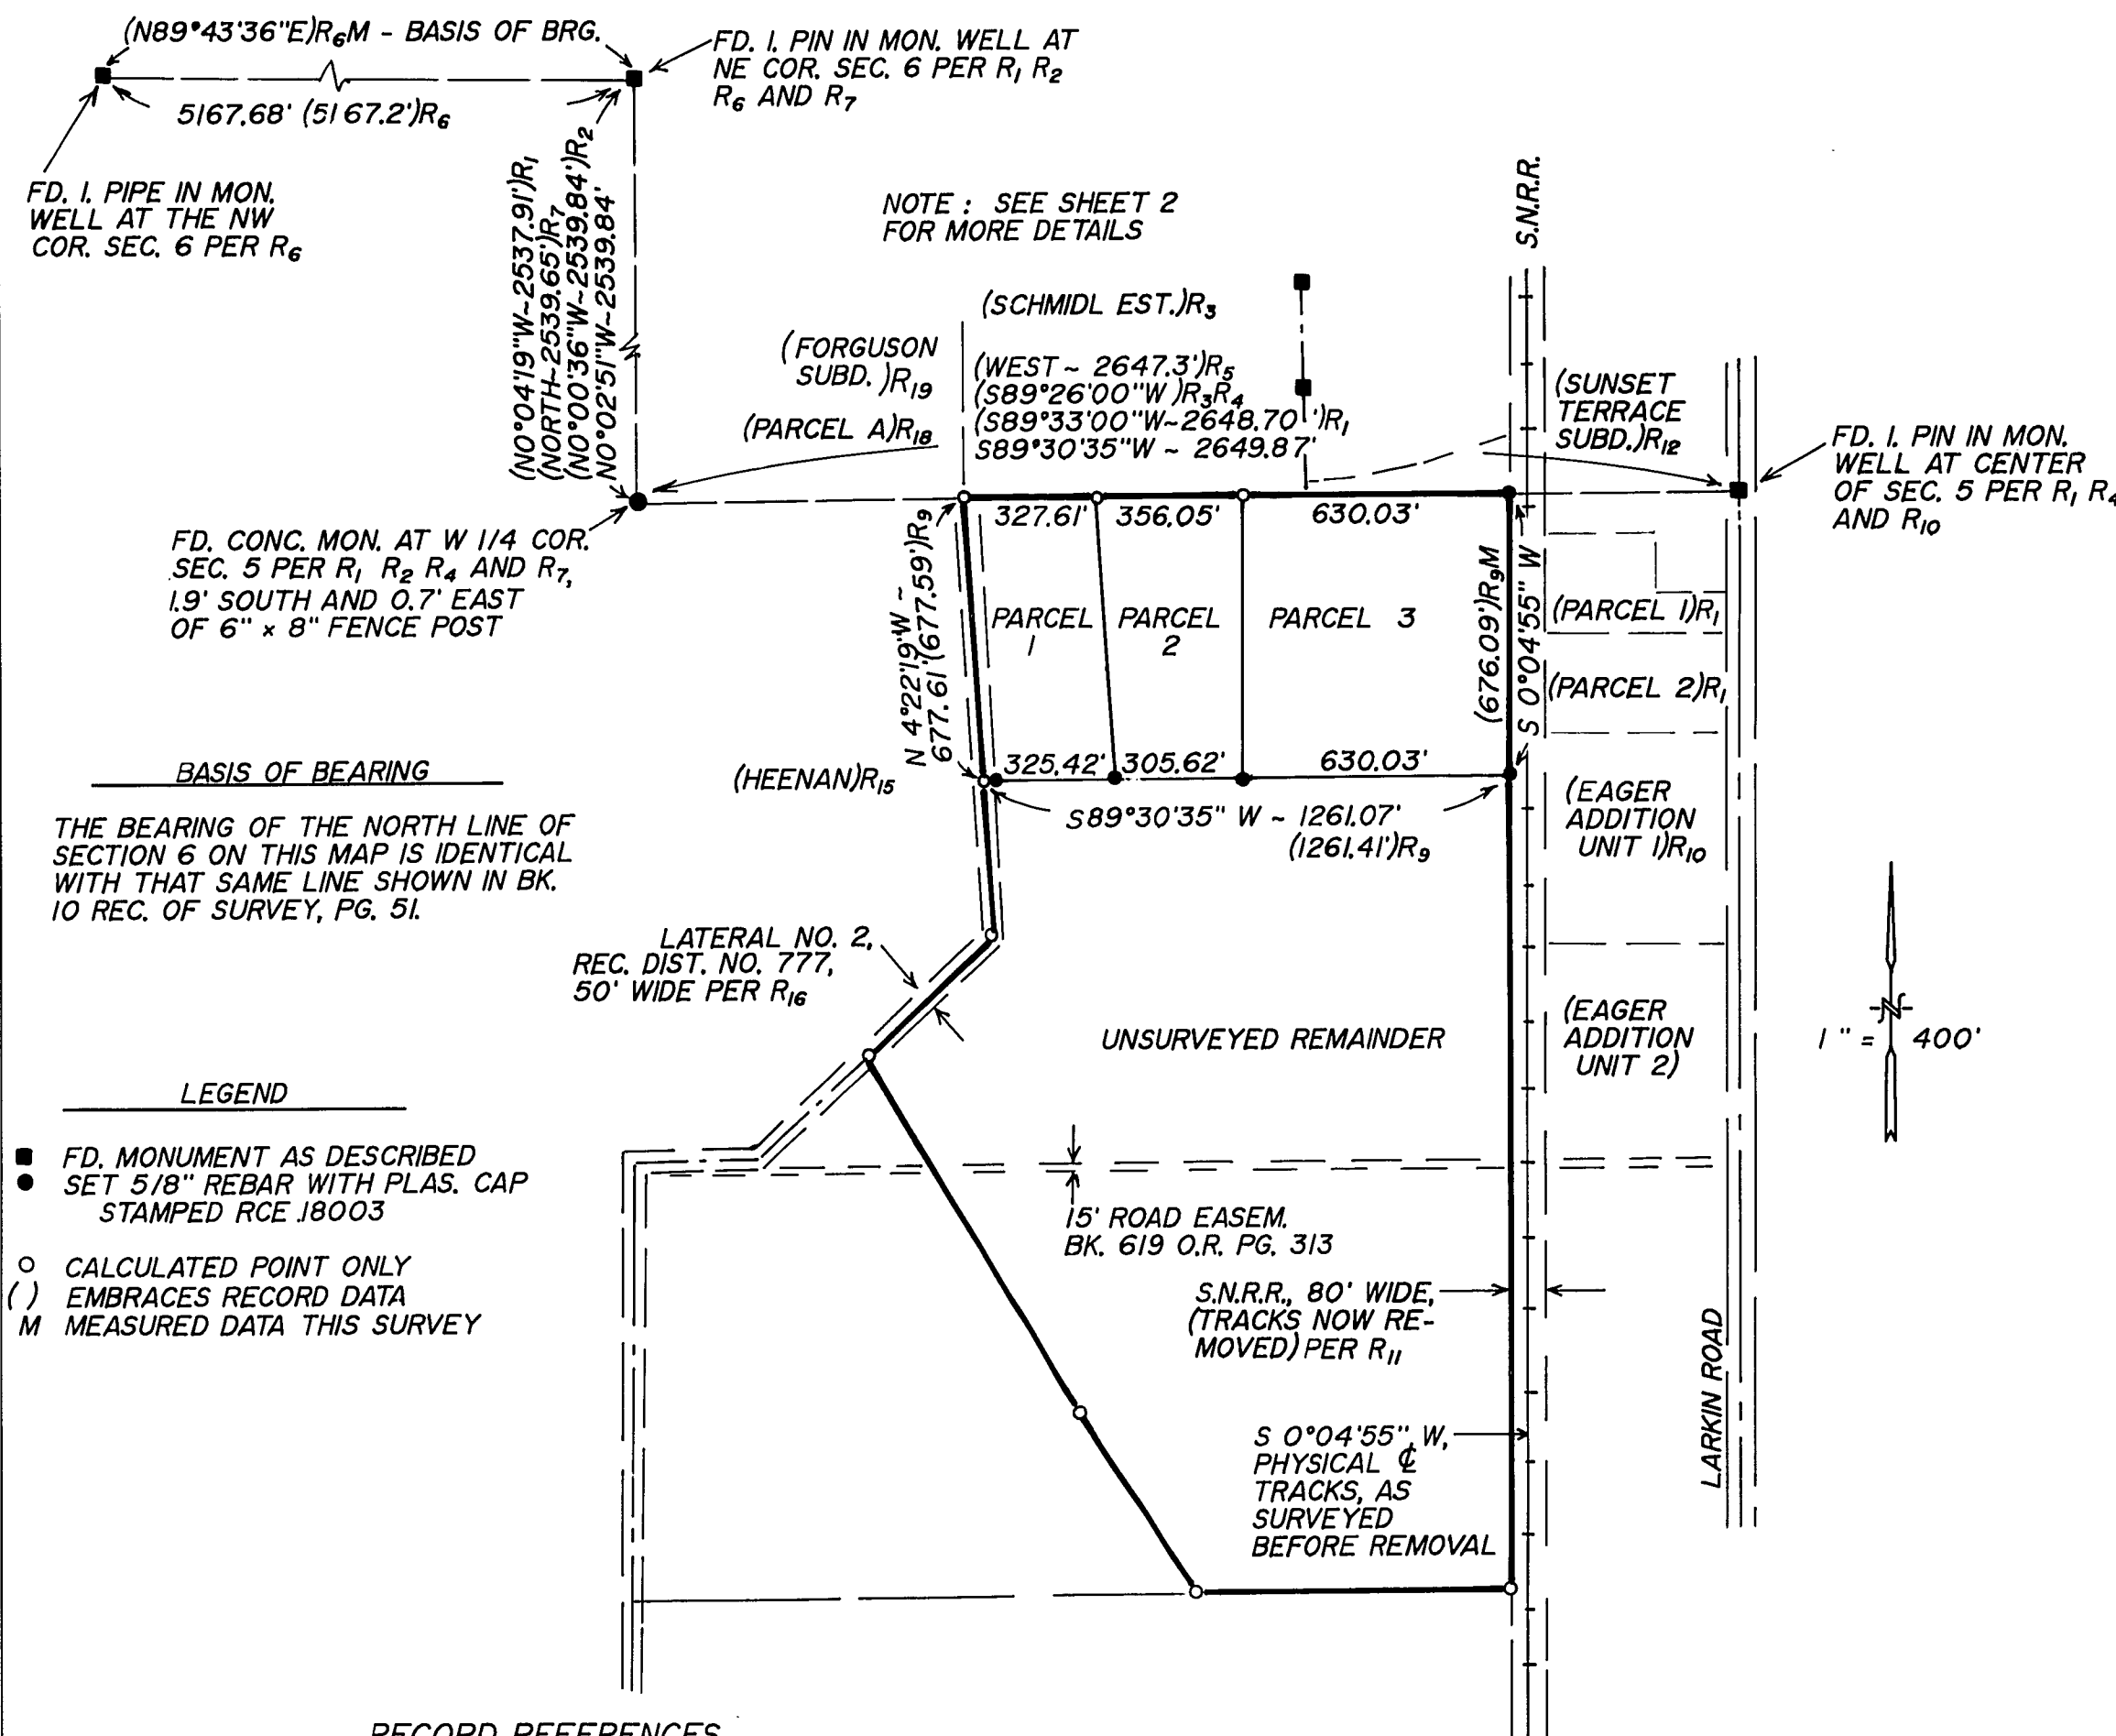 (N89°43'36"E)R6M - BASIS OF BRG.
FD. I. PIN IN MON. WELL AT
NE COR. SEC. 6 PER R1 R2
R6 AND R7
5167.68' (5167.2')R6
FD. I. PIPE IN MON.
WELL AT THE NW
COR. SEC. 6 PER R6
(N0°04'19"W~2537.91')R1
(NORTH~2539.65')R7
(N0°00'36"W~2539.84')R2
N0°02'51"W~2539.84'
NOTE : SEE SHEET 2
FOR MORE DETAILS
S.N.R.R.
(SCHMIDL EST.)R3
(FORGUSON
SUBD. )R19
(PARCEL A)R18
(WEST ~ 2647.3')R5
(S89°26'00"W )R3R4
(S89°33'00"W~2648.70 ')R1
S89°30'35"W ~ 2649.87'
(SUNSET
TERRACE
SUBD.)R12
FD. I. PIN IN MON.
WELL AT CENTER
OF SEC. 5 PER R1 R4
AND R10
FD. CONC. MON. AT W 1/4 COR.
SEC. 5 PER R1 R2 R4 AND R7,
1.9' SOUTH AND 0.7' EAST
OF 6" x 8" FENCE POST
327.61' 356.05' 630.03'
N 4°22'19"W ~
677.61'(677.59')R9
PARCEL
1
PARCEL
2
PARCEL 3
(676.09')R9M
S 0°04'55" W
(PARCEL 1)R1
(PARCEL 2)R1
325.42' 305.62' 630.03'
(HEENAN)R15
S89°30'35" W ~ 1261.07'
(1261.41')R9
(EAGER
ADDITION
UNIT 1)R10
BASIS OF BEARING
THE BEARING OF THE NORTH LINE OF
SECTION 6 ON THIS MAP IS IDENTICAL
WITH THAT SAME LINE SHOWN IN BK.
10 REC. OF SURVEY, PG. 51.
LATERAL NO. 2,
REC. DIST. NO. 777,
50' WIDE PER R16
UNSURVEYED REMAINDER
(EAGER
ADDITION
UNIT 2)
1 " = 400'
N
LEGEND
FD. MONUMENT AS DESCRIBED
SET 5/8" REBAR WITH PLAS. CAP
STAMPED RCE .18003
CALCULATED POINT ONLY
( ) EMBRACES RECORD DATA
M MEASURED DATA THIS SURVEY
15' ROAD EASEM.
BK. 619 O.R. PG. 313
S.N.R.R., 80' WIDE,
(TRACKS NOW RE-
MOVED) PER R11
S 0°04'55" W,
PHYSICAL ℄
TRACKS, AS
SURVEYED
BEFORE REMOVAL
LARKIN ROAD
RECORD REFERENCES